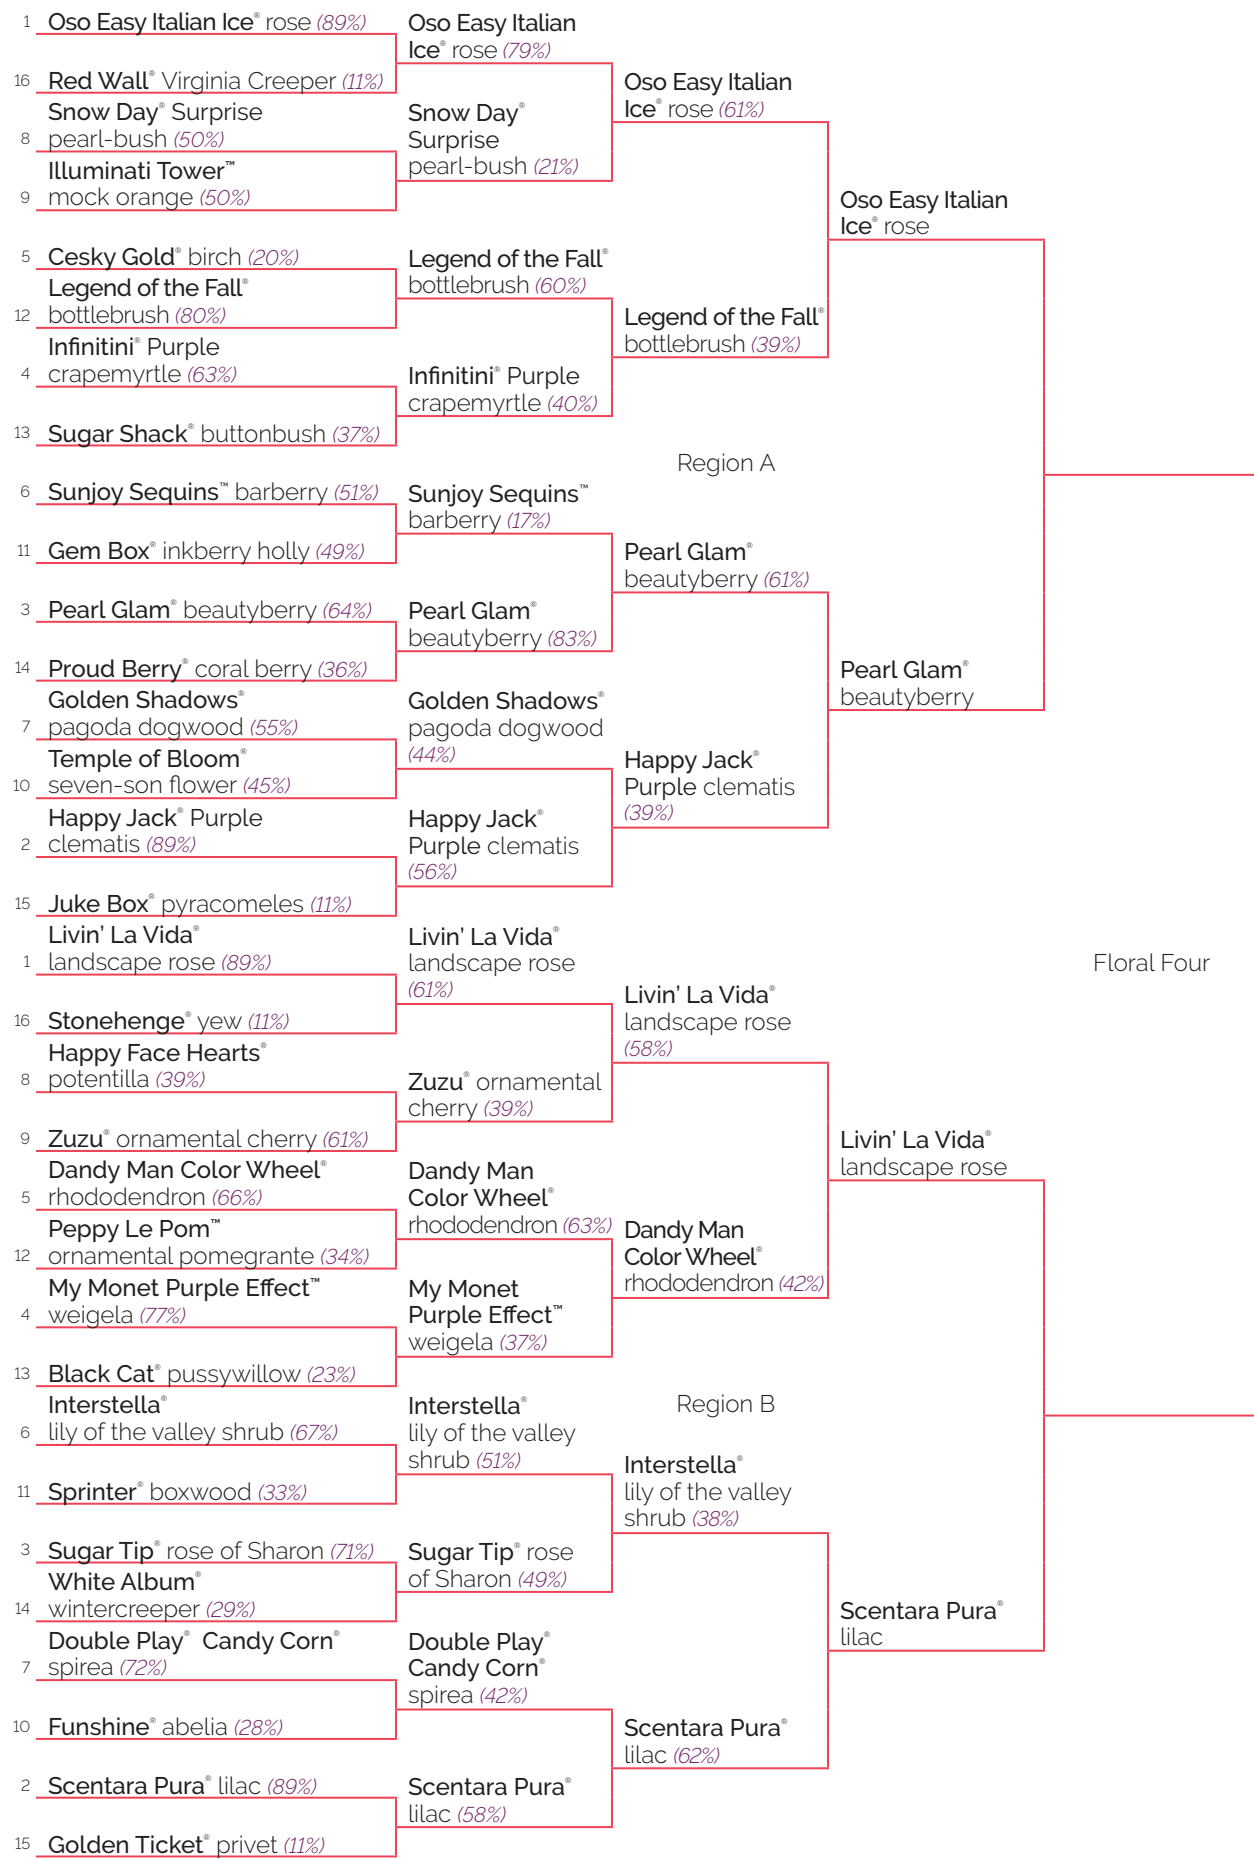 1 Oso Easy Italian Ice® rose (89%)
16 Red Wall® Virginia Creeper (11%)
Snow Day® Surprise
8 pearl-bush (50%)
Illuminati Tower™
9 mock orange (50%)
5 Cesky Gold® birch (20%)
Legend of the Fall®
12 bottlebrush (80%)
Infinitini® Purple
4 crapemyrtle (63%)
13 Sugar Shack® buttonbush (37%)
6 Sunjoy Sequins™ barberry (51%)
11 Gem Box® inkberry holly (49%)
3 Pearl Glam® beautyberry (64%)
14 Proud Berry® coral berry (36%)
Golden Shadows®
7 pagoda dogwood (55%)
Temple of Bloom®
10 seven-son flower (45%)
Happy Jack® Purple
2 clematis (89%)
15 Juke Box® pyracomeles (11%)
Livin' La Vida®
1 landscape rose (89%)
16 Stonehenge® yew (11%)
Happy Face Hearts®
8 potentilla (39%)
9 Zuzu® ornamental cherry (61%)
Dandy Man Color Wheel®
5 rhododendron (66%)
Peppy Le Pom™
12 ornamental pomegrante (34%)
My Monet Purple Effect™
4 weigela (77%)
13 Black Cat® pussywillow (23%)
Interstella®
6 lily of the valley shrub (67%)
11 Sprinter® boxwood (33%)
3 Sugar Tip® rose of Sharon (71%)
White Album®
14 wintercreeper (29%)
Double Play® Candy Corn®
7 spirea (72%)
10 Funshine® abelia (28%)
2 Scentara Pura® lilac (89%)
15 Golden Ticket® privet (11%)
Oso Easy Italian
Ice® rose (79%)
Snow Day®
Surprise
pearl-bush (21%)
Legend of the Fall®
bottlebrush (60%)
Infinitini® Purple
crapemyrtle (40%)
Sunjoy Sequins™
barberry (17%)
Pearl Glam®
beautyberry (83%)
Golden Shadows®
pagoda dogwood
(44%)
Happy Jack®
Purple clematis
(56%)
Livin' La Vida®
landscape rose
(61%)
Zuzu® ornamental
cherry (39%)
Dandy Man
Color Wheel®
rhododendron (63%)
My Monet
Purple Effect™
weigela (37%)
Interstella®
lily of the valley
shrub (51%)
Sugar Tip® rose
of Sharon (49%)
Double Play®
Candy Corn®
spirea (42%)
Scentara Pura®
lilac (58%)
Oso Easy Italian
Ice® rose (61%)
Legend of the Fall®
bottlebrush (39%)
Region A
Pearl Glam®
beautyberry (61%)
Happy Jack®
Purple clematis
(39%)
Livin' La Vida®
landscape rose
(58%)
Dandy Man
Color Wheel®
rhododendron (42%)
Region B
Interstella®
lily of the valley
shrub (38%)
Scentara Pura®
lilac (62%)
Oso Easy Italian
Ice® rose
Pearl Glam®
beautyberry
Livin' La Vida®
landscape rose
Scentara Pura®
lilac
Floral Four